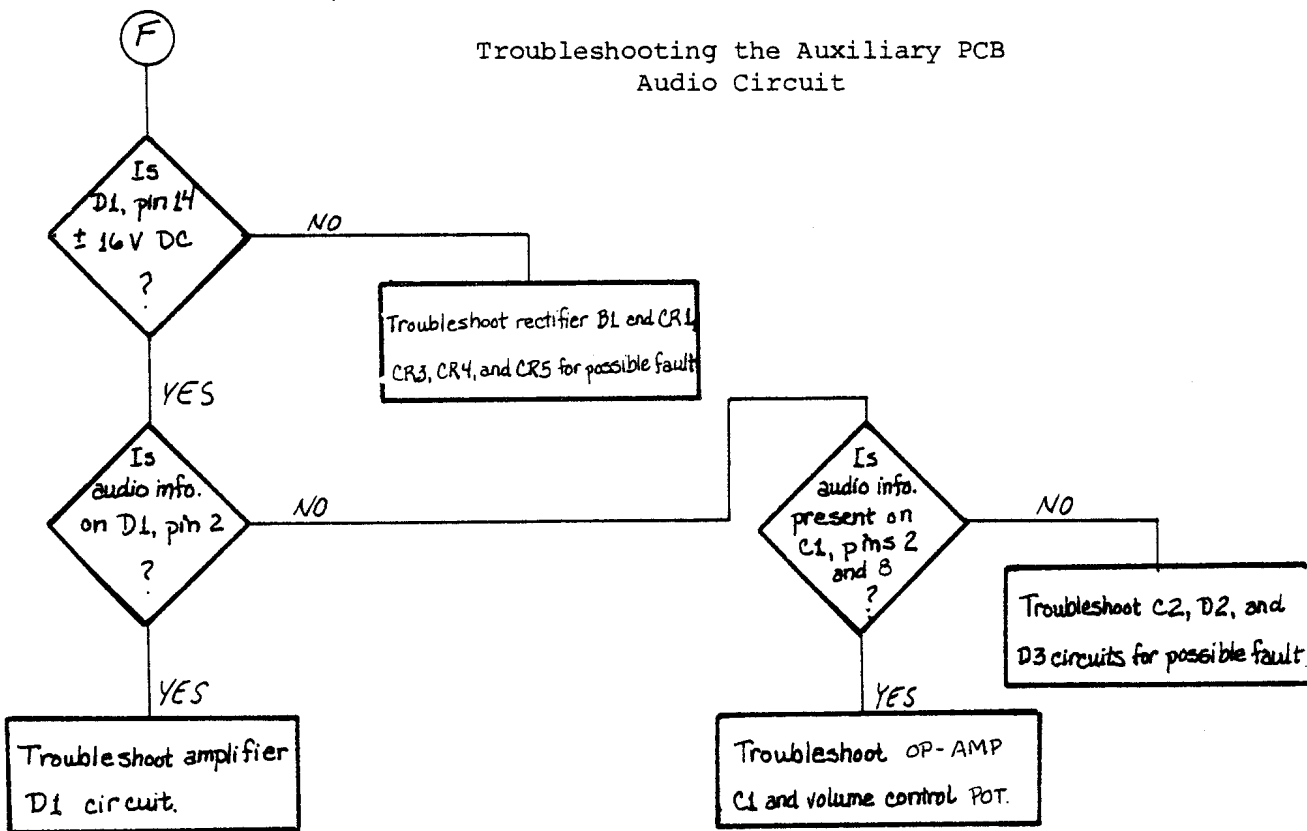 F
Troubleshooting the Auxiliary PCB
Audio Circuit
Is
D1, pin 14
± 16 V DC
?
NO
Troubleshoot rectifier B1 and CR1,
CR3, CR4, and CR5 for possible fault
YES
Is
audio info.
on D1, pin 2
?
NO
Is
audio info.
present on
C1, pins 2
and 8
?
NO
Troubleshoot C2, D2, and
D3 circuits for possible fault.
YES
Troubleshoot amplifier
D1 circuit.
YES
Troubleshoot OP-AMP
C1 and volume control POT.